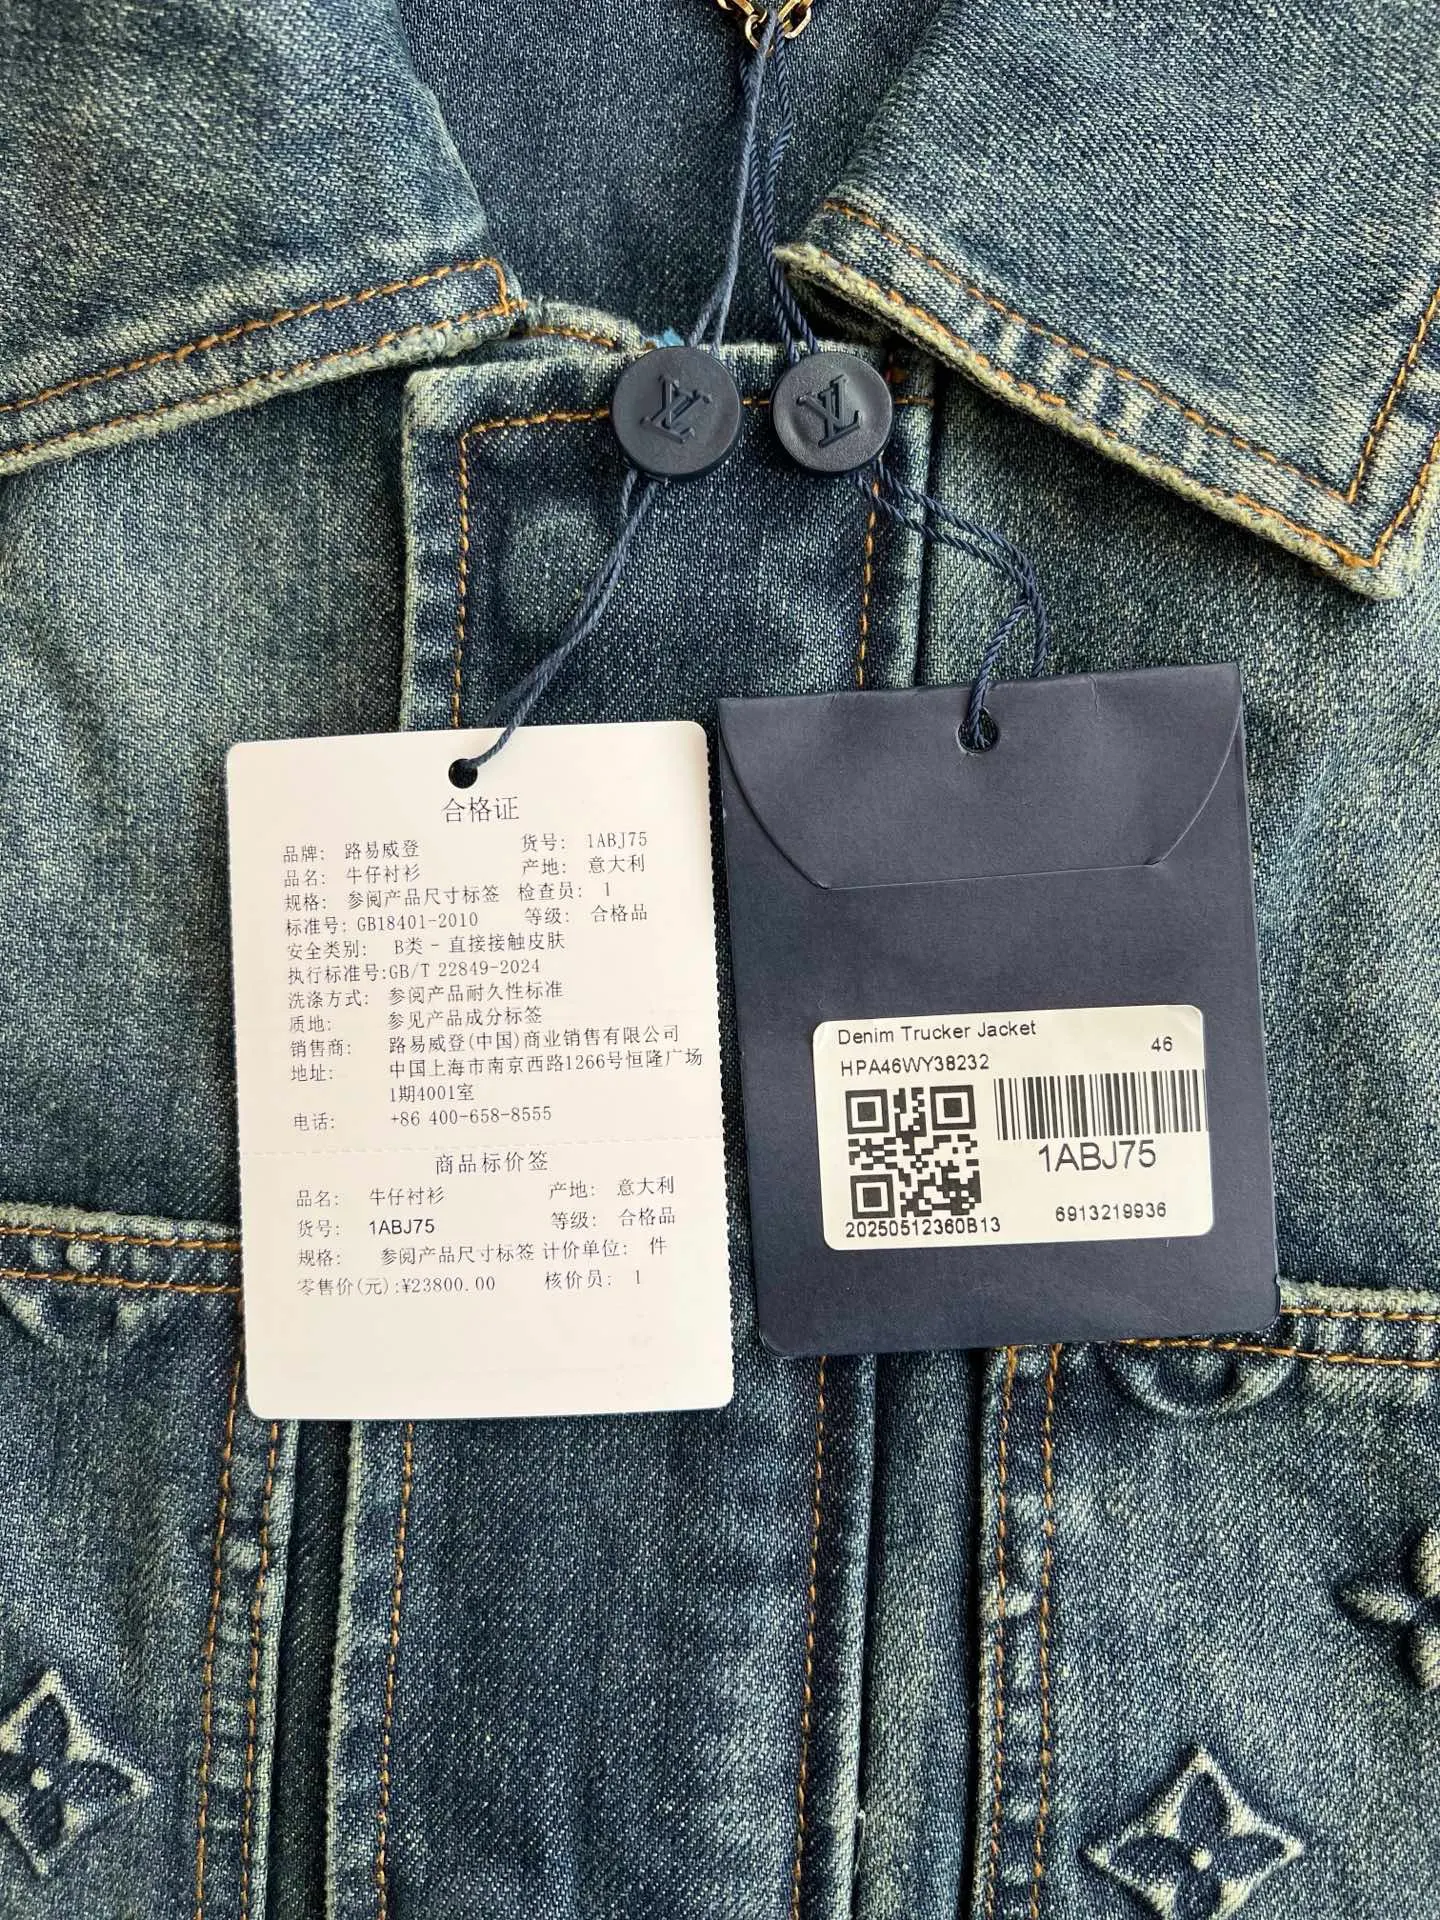 合格证
品牌: 路易威登 货号: 1ABJ75
品名: 牛仔衬衫 产地: 意大利
规格: 参阅产品尺寸标签 检查员: 1
标准号: GB18401-2010 等级: 合格品
安全类别: B类 - 直接接触皮肤
执行标准号:GB/T 22849-2024
洗涤方式: 参阅产品耐久性标准
质地: 参见产品成分标签
销售商: 路易威登(中国)商业销售有限公司
地址: 中国上海市南京西路1266号恒隆广场
1期4001室
电话: +86 400-658-8555
商品标价签
品名: 牛仔衬衫 产地: 意大利
货号: 1ABJ75 等级: 合格品
规格: 参阅产品尺寸标签 计价单位: 件
零售价(元):¥23800.00 核价员: 1
LV
LV
Denim Trucker Jacket
HPA46WY38232 46
1ABJ75
20250512360B13 6913219936